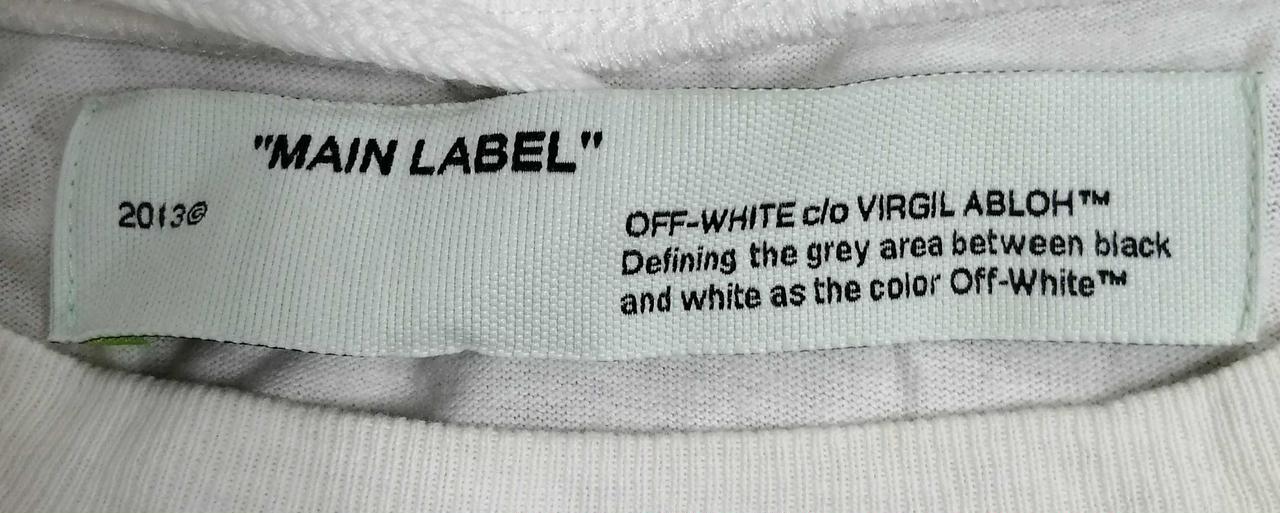 "MAIN LABEL"
2013©
OFF-WHITE c/o VIRGIL ABLOH™
Defining the grey area between black
and white as the color Off-White™